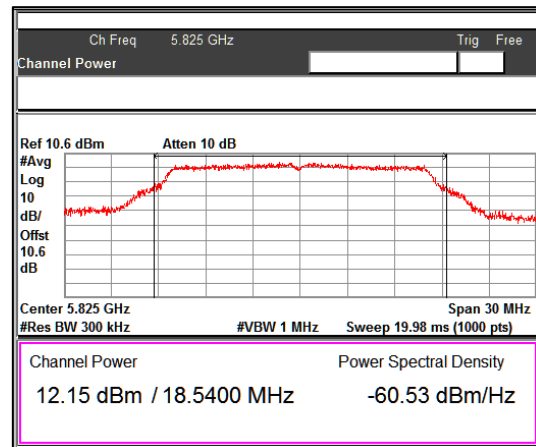 Ch Freq 5.825 GHz Trig Free
Channel Power
Ref 10.6 dBm Atten 10 dB
#Avg
Log
10
dB/
Offst
10.6
dB
Center 5.825 GHz Span 30 MHz
#Res BW 300 kHz #VBW 1 MHz Sweep 19.98 ms (1000 pts)
Channel Power Power Spectral Density
12.15 dBm / 18.5400 MHz -60.53 dBm/Hz